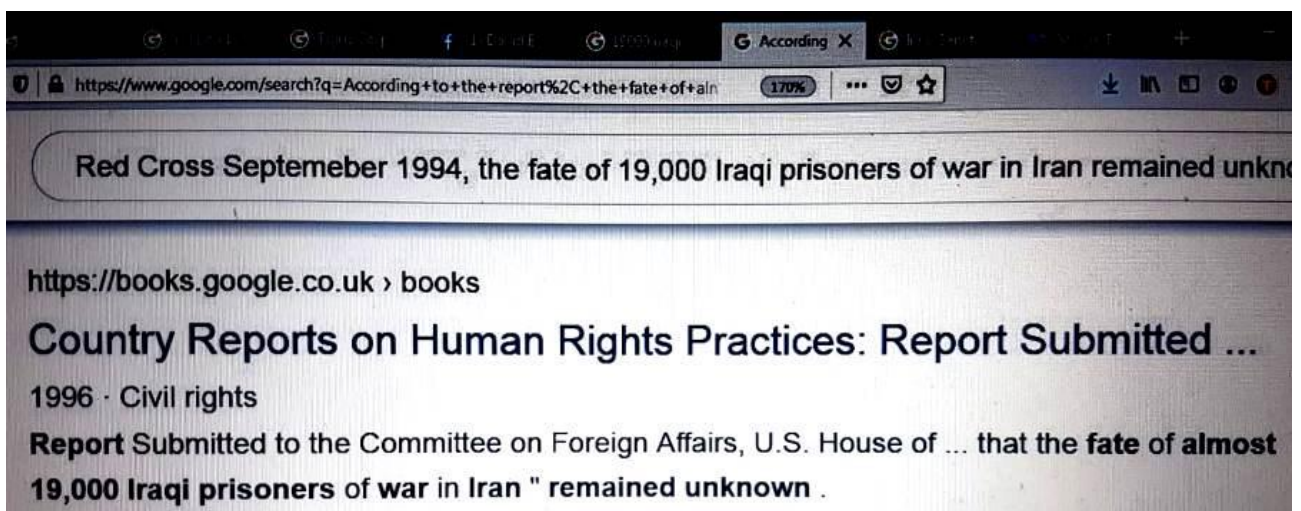 According
https://www.google.com/search?q=According+to+the+report%2C+the+fate+of+aln
170%
Red Cross Septemeber 1994, the fate of 19,000 Iraqi prisoners of war in Iran remained unkno
https://books.google.co.uk › books
Country Reports on Human Rights Practices: Report Submitted ...
1996 · Civil rights
Report Submitted to the Committee on Foreign Affairs, U.S. House of ... that the fate of almost
19,000 Iraqi prisoners of war in Iran " remained unknown .